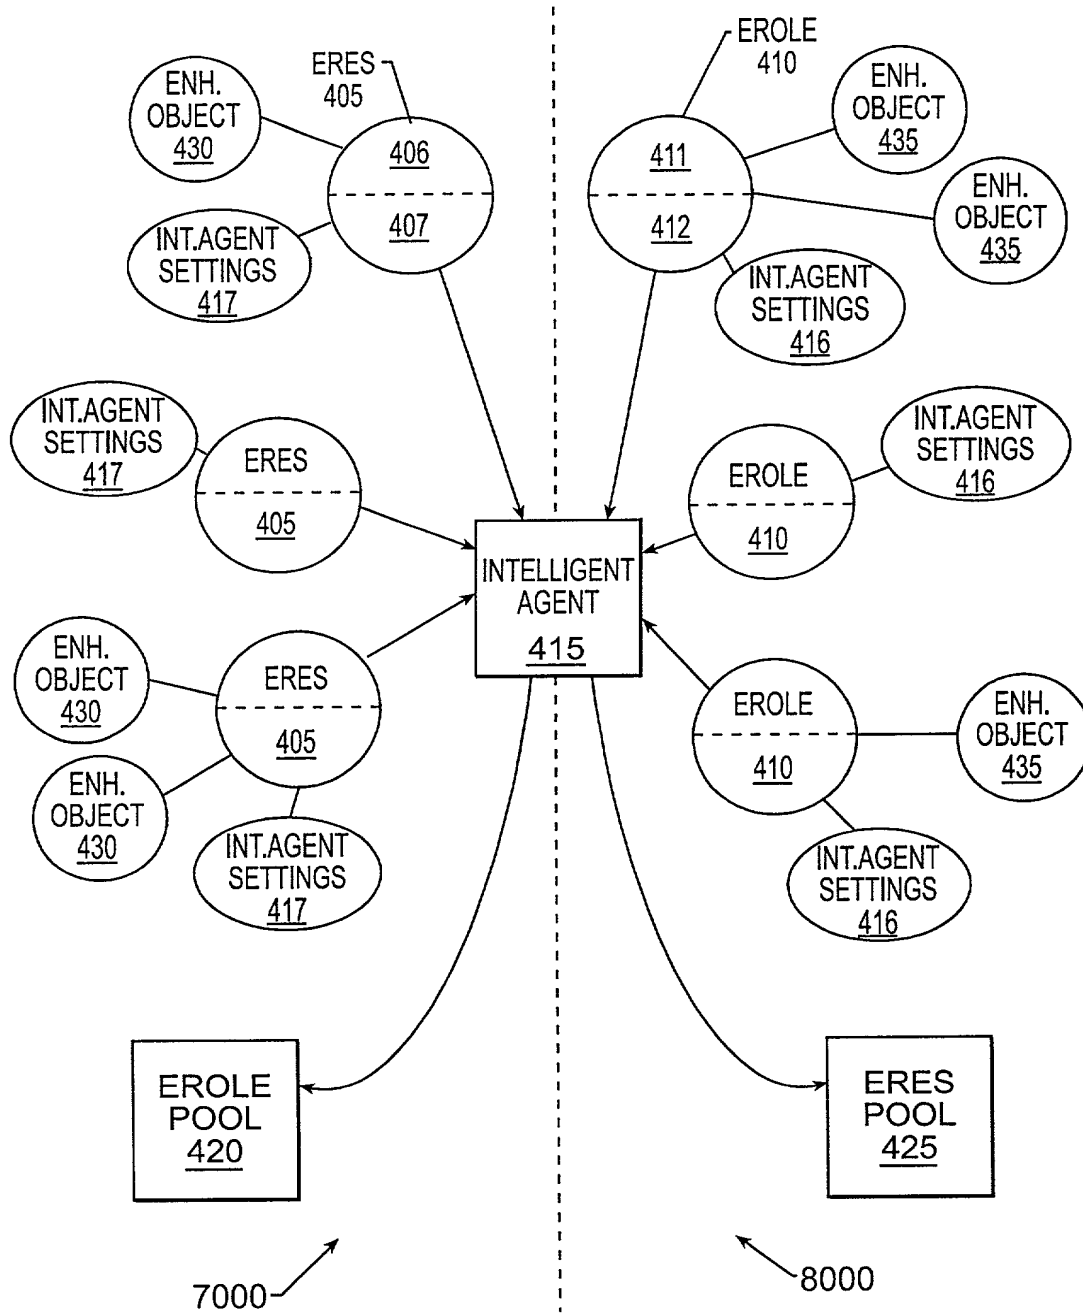 ENH.
OBJECT
430
ERES
405
406
407
INT.AGENT
SETTINGS
417
EROLE
410
411
412
ENH.
OBJECT
435
ENH.
OBJECT
435
INT.AGENT
SETTINGS
416
INT.AGENT
SETTINGS
417
ERES
405
EROLE
410
INT.AGENT
SETTINGS
416
INTELLIGENT
AGENT
415
ENH.
OBJECT
430
ERES
405
ENH.
OBJECT
430
INT.AGENT
SETTINGS
417
EROLE
410
ENH.
OBJECT
435
INT.AGENT
SETTINGS
416
EROLE
POOL
420
ERES
POOL
425
7000
8000